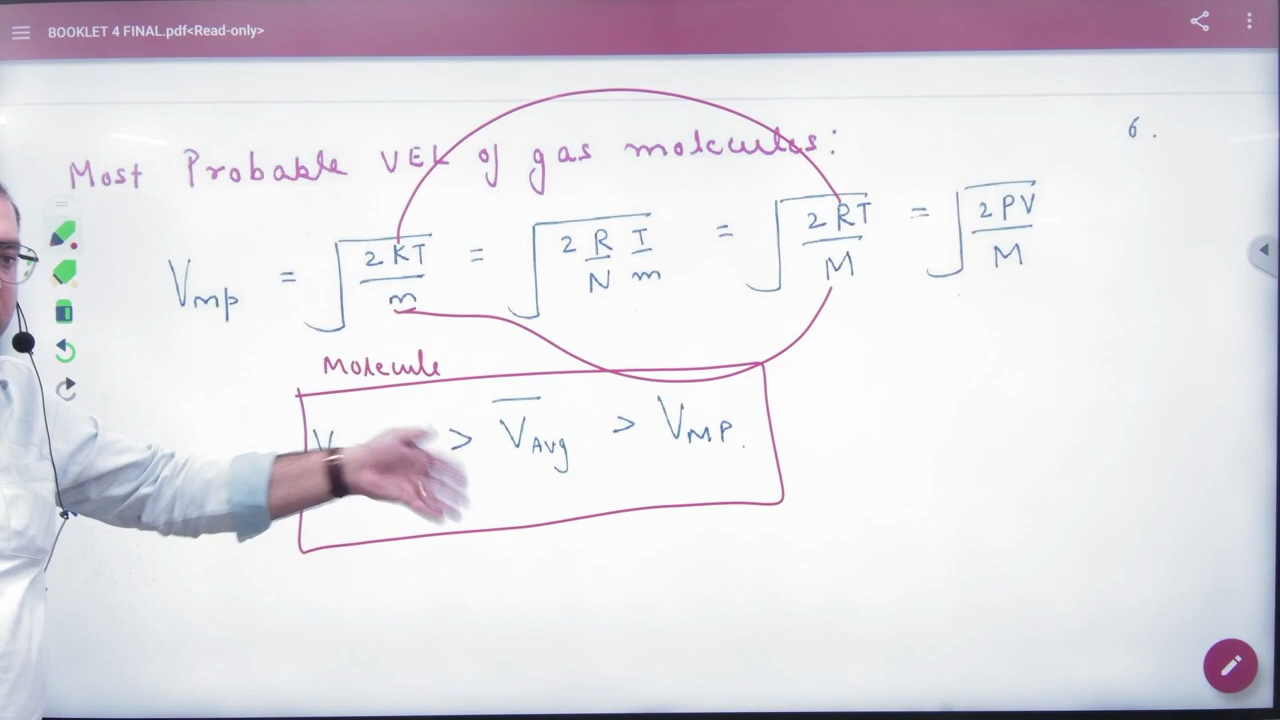 BOOKLET 4 FINAL.pdf<Read-only>
6.
Most Probable VEL of gas molecules:
Vmp = √(2KT/m) = √(2 R/N T/m) = √(2RT/M) = √(2PV/M)
Molecule
V > V̅Avg > VMP.